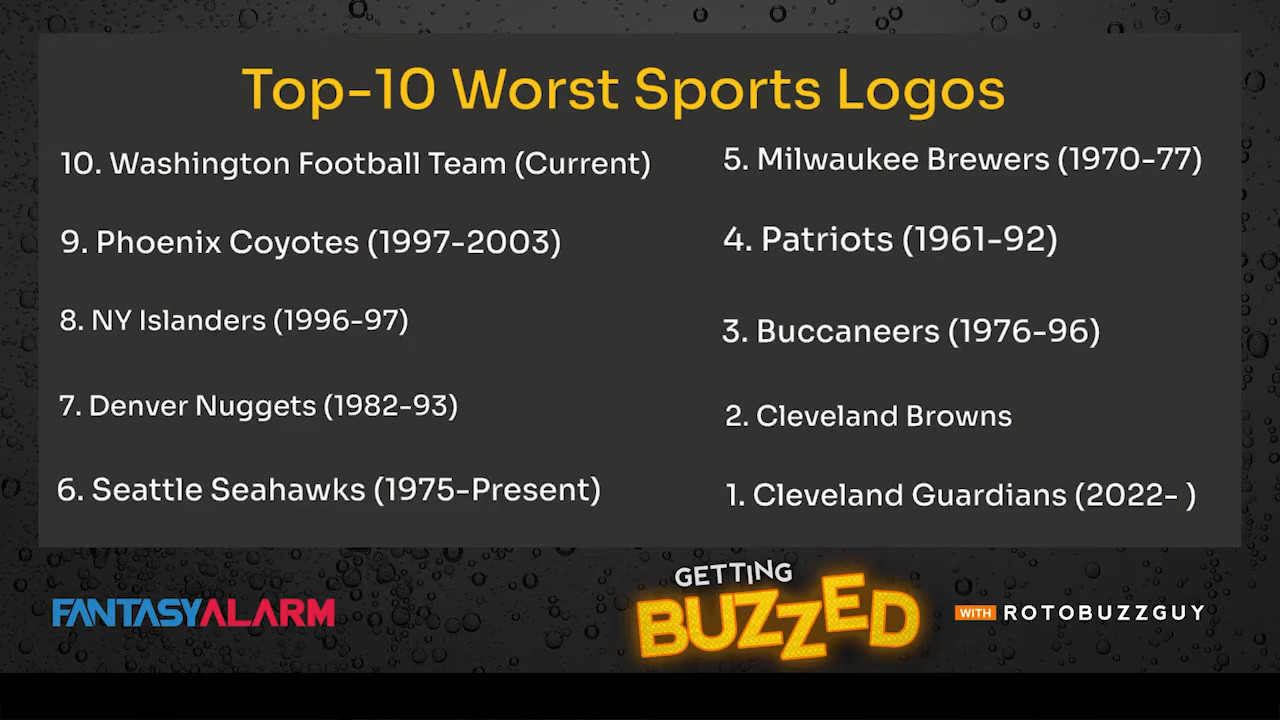 Top-10 Worst Sports Logos
10. Washington Football Team (Current)
9. Phoenix Coyotes (1997-2003)
8. NY Islanders (1996-97)
7. Denver Nuggets (1982-93)
6. Seattle Seahawks (1975-Present)
5. Milwaukee Brewers (1970-77)
4. Patriots (1961-92)
3. Buccaneers (1976-96)
2. Cleveland Browns
1. Cleveland Guardians (2022- )
FANTASYALARM
GETTING
BUZZED
WITH ROTOBUZZGUY